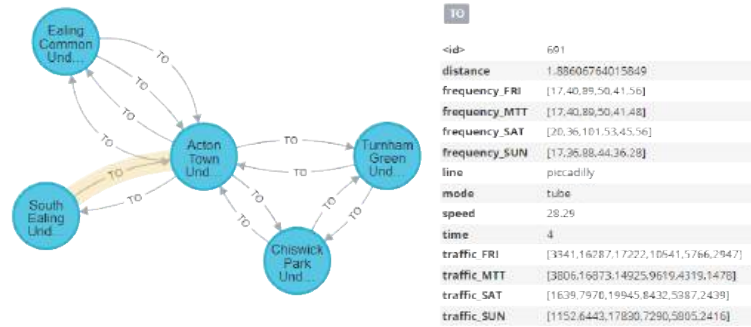 Ealing
Common
Und...
TO
TO
TO
TO
Acton
Town
Und...
TO
TO
Turnham
Green
Und...
TO
TO
South
Ealing
Und...
TO
TO
TO
TO
Chiswick
Park
Und...
TO
<id> 691
distance 1.88606764015849
frequency_FRI [17,40,89,50,41,56]
frequency_MTT [17,40,89,50,41,48]
frequency_SAT [20,36,101,53,45,56]
frequency_SUN [17,36,88,44,36,28]
line piccadilly
mode tube
speed 28.29
time 4
traffic_FRI [3341,16287,17222,10541,5766,2947]
traffic_MTT [3806,16873,14925,9619,4319,1478]
traffic_SAT [1639,7970,19945,8432,5387,2439]
traffic_SUN [1152,6443,17830,7290,5805,2416]